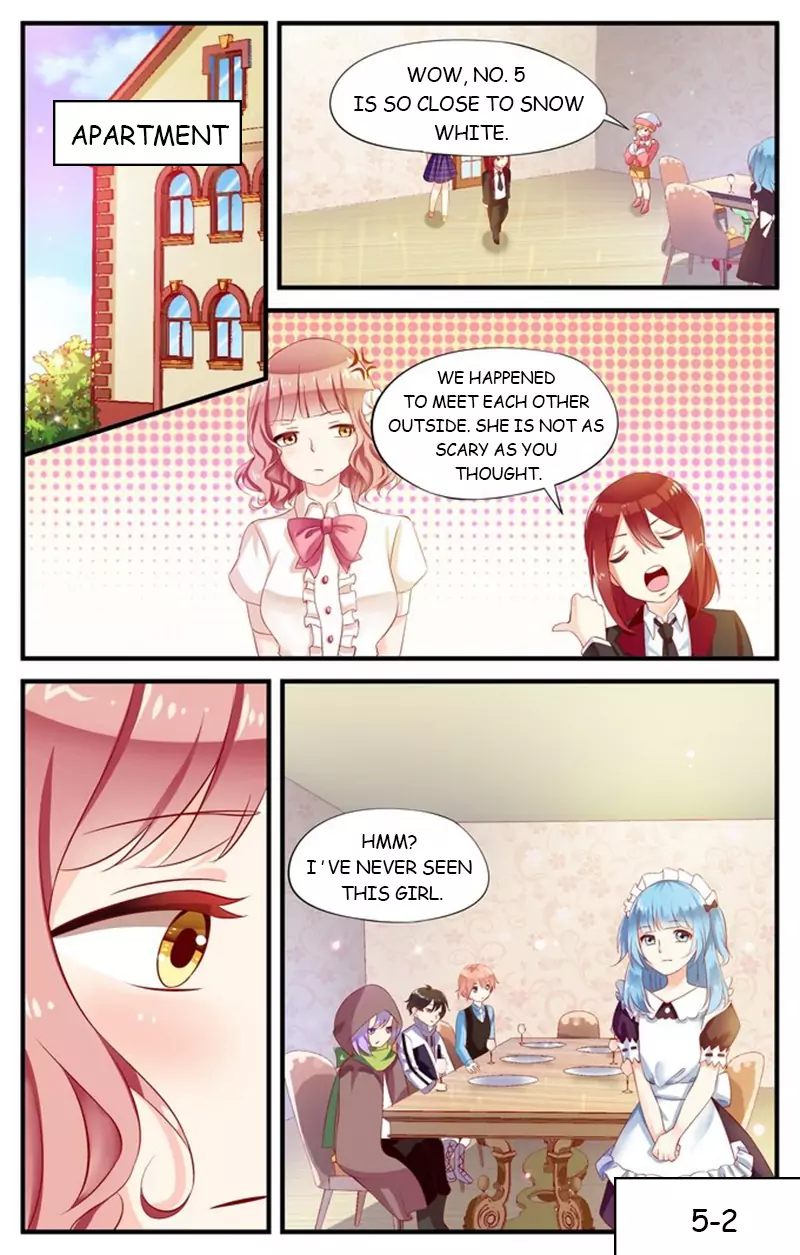 APARTMENT
WOW, NO. 5
IS SO CLOSE TO SNOW
WHITE.
WE HAPPENED
TO MEET EACH OTHER
OUTSIDE. SHE IS NOT AS
SCARY AS YOU
THOUGHT.
HMM?
I'VE NEVER SEEN
THIS GIRL.
5-2